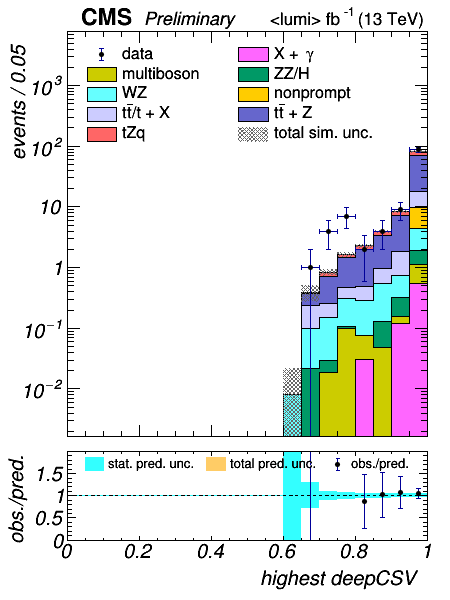 CMS Preliminary <lumi> fb⁻¹ (13 TeV)
events / 0.05
data
multiboson
WZ
tt̄/t + X
tZq
X + γ
ZZ/H
nonprompt
tt̄ + Z
total sim. unc.
10³
10²
10
1
10⁻¹
10⁻²
obs./pred.
stat. pred. unc. total pred. unc. obs./pred.
1.5
1
0.5
0
0 0.2 0.4 0.6 0.8 1
highest deepCSV